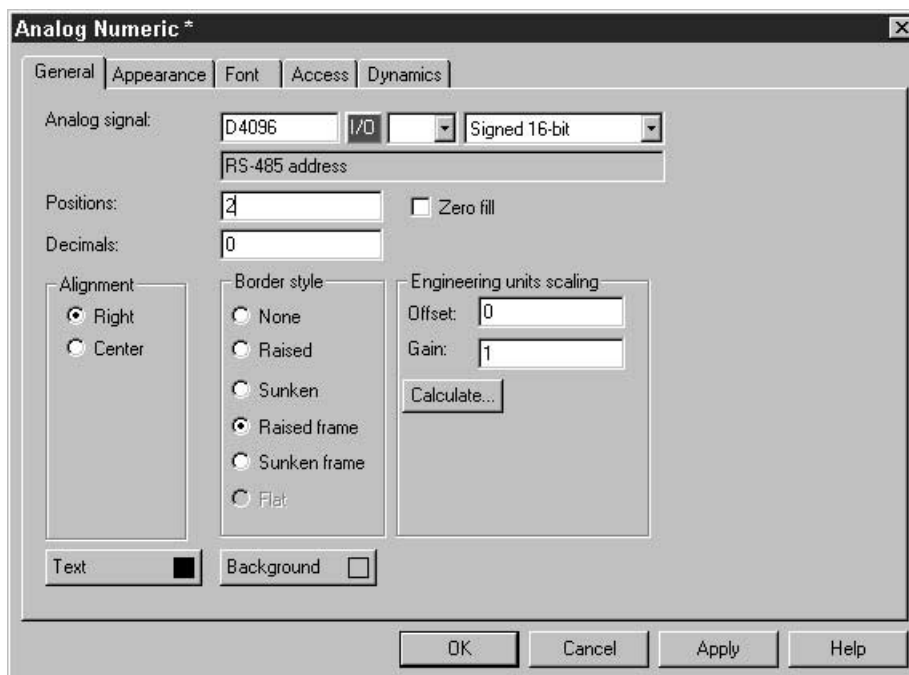 Analog Numeric *
General Appearance Font Access Dynamics
Analog signal: D4096 I/O Signed 16-bit
RS-485 address
Positions: 2 Zero fill
Decimals: 0
Alignment Border style Engineering units scaling
Right None Offset: 0
Center Raised Gain: 1
Sunken Calculate...
Raised frame
Sunken frame
Flat
Text Background
OK Cancel Apply Help